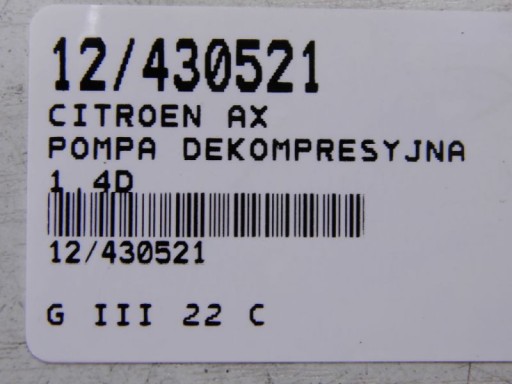 12/430521
CITROEN AX
POMPA DEKOMPRESYJNA
1.4D
12/430521
G III 22 C